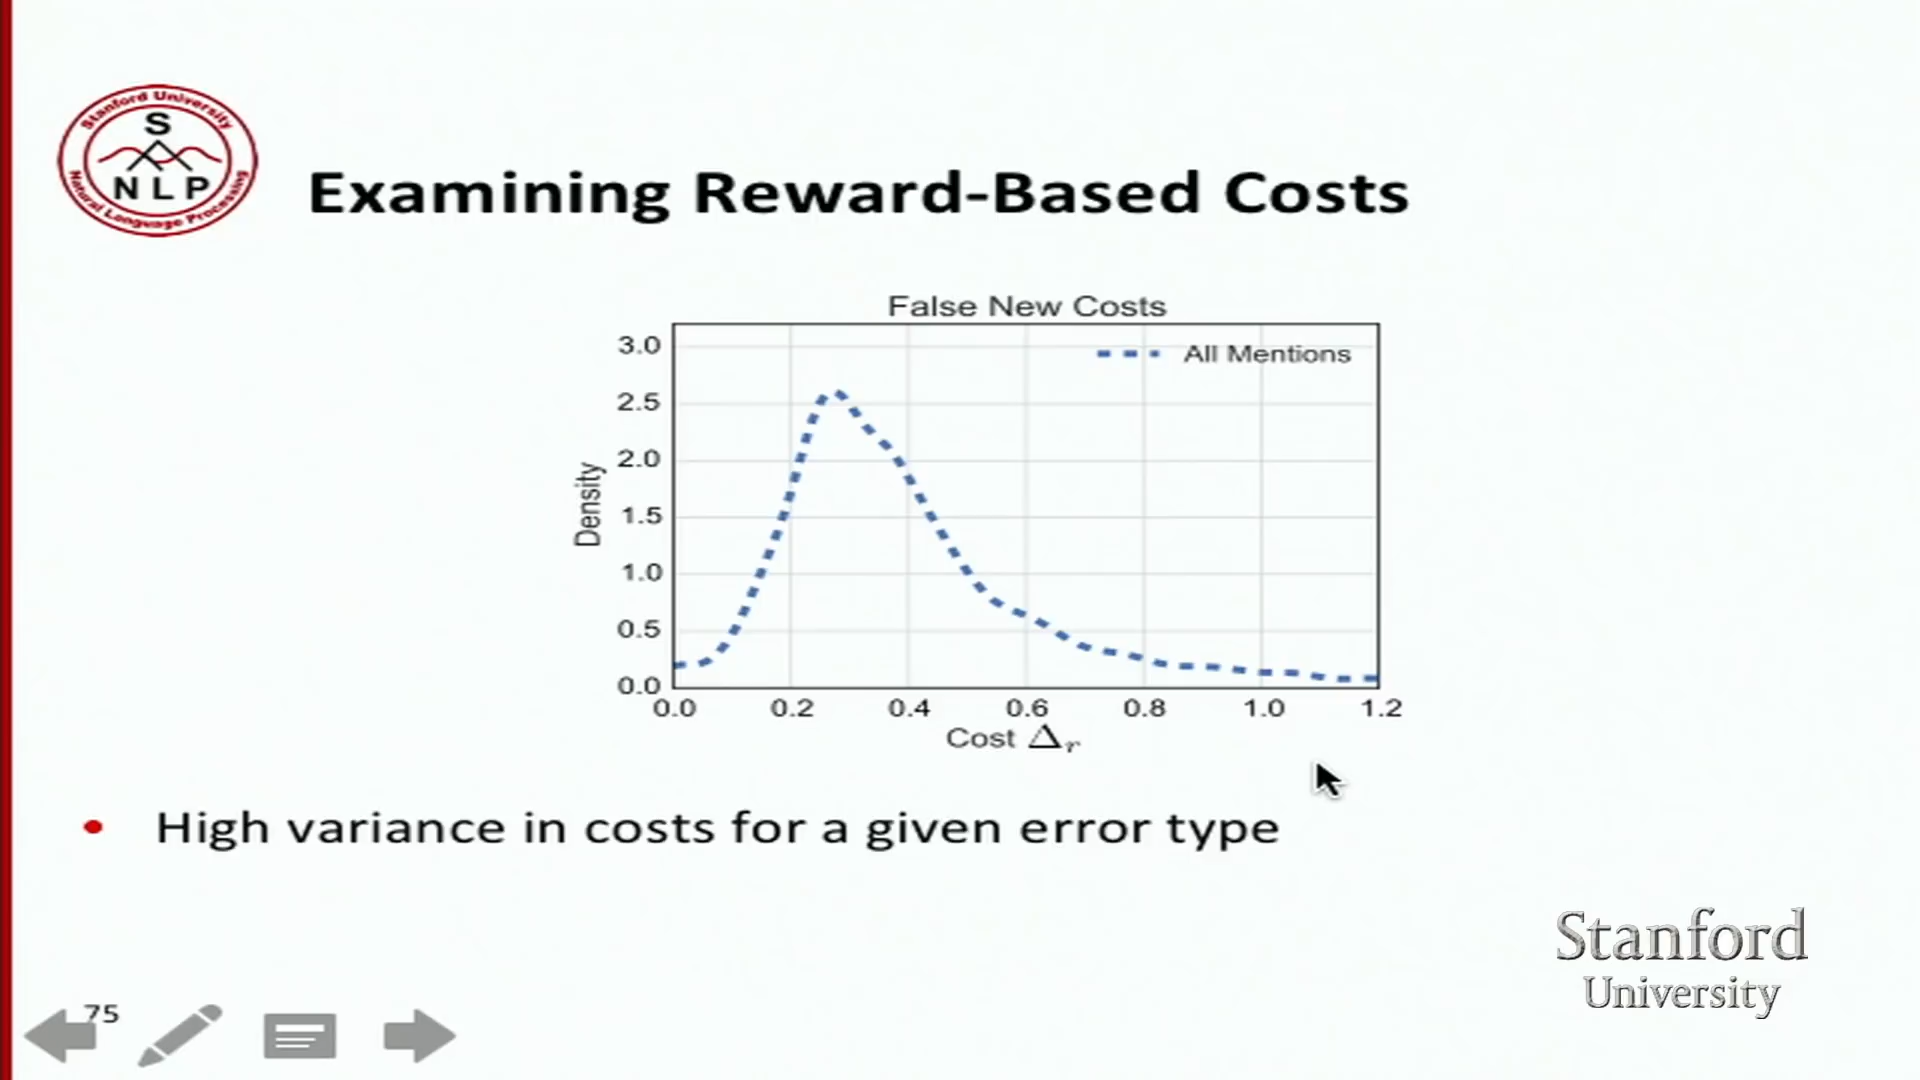 Stanford University
S
NLP
Natural Language Processing
Examining Reward-Based Costs
False New Costs
All Mentions
3.0
2.5
2.0
1.5
1.0
0.5
0.0
Density
0.0 0.2 0.4 0.6 0.8 1.0 1.2
Cost Δr
• High variance in costs for a given error type
Stanford
University
75